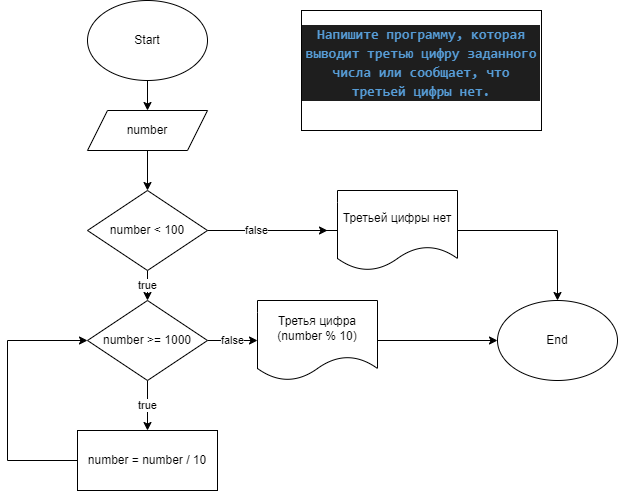 Start
Напишите программу, которая
выводит третью цифру заданного
числа или сообщает, что
третьей цифры нет.
number
number < 100
false
Третьей цифры нет
true
number >= 1000
false
Третья цифра
(number % 10)
End
true
number = number / 10